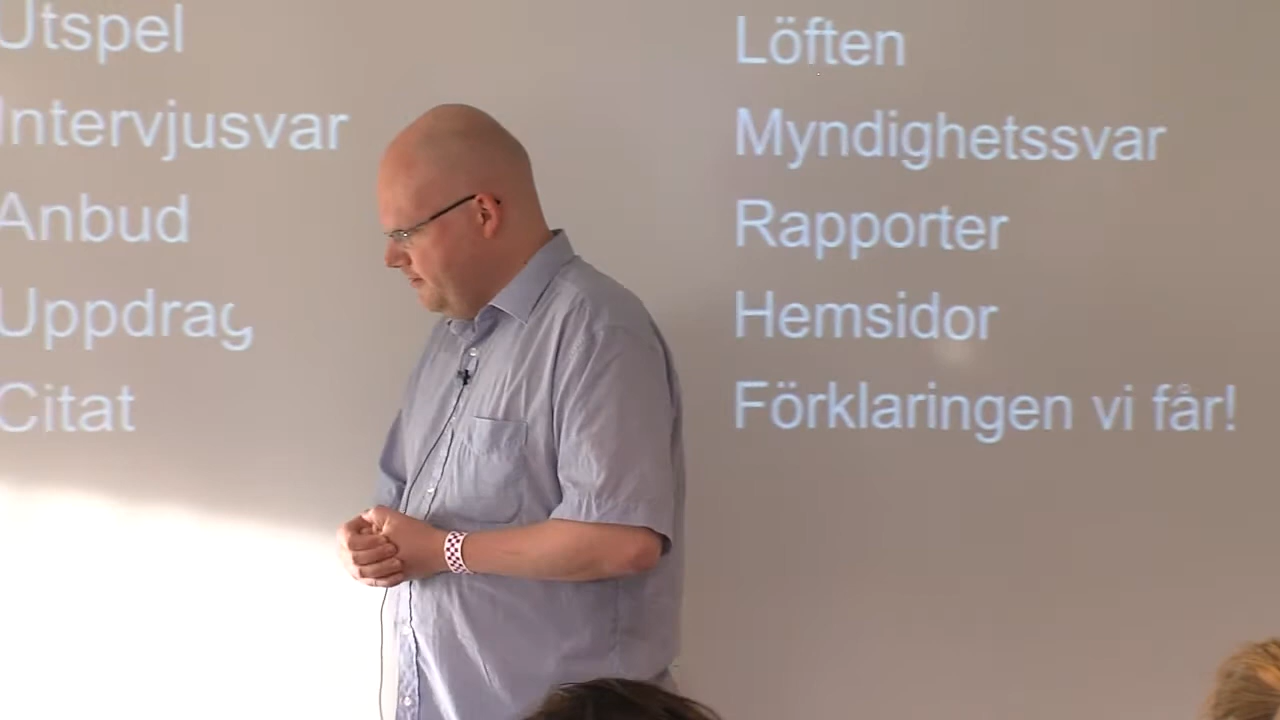 Utspel
Intervjusvar
Anbud
Uppdrag
Citat
Löften
Myndighetssvar
Rapporter
Hemsidor
Förklaringen vi får!